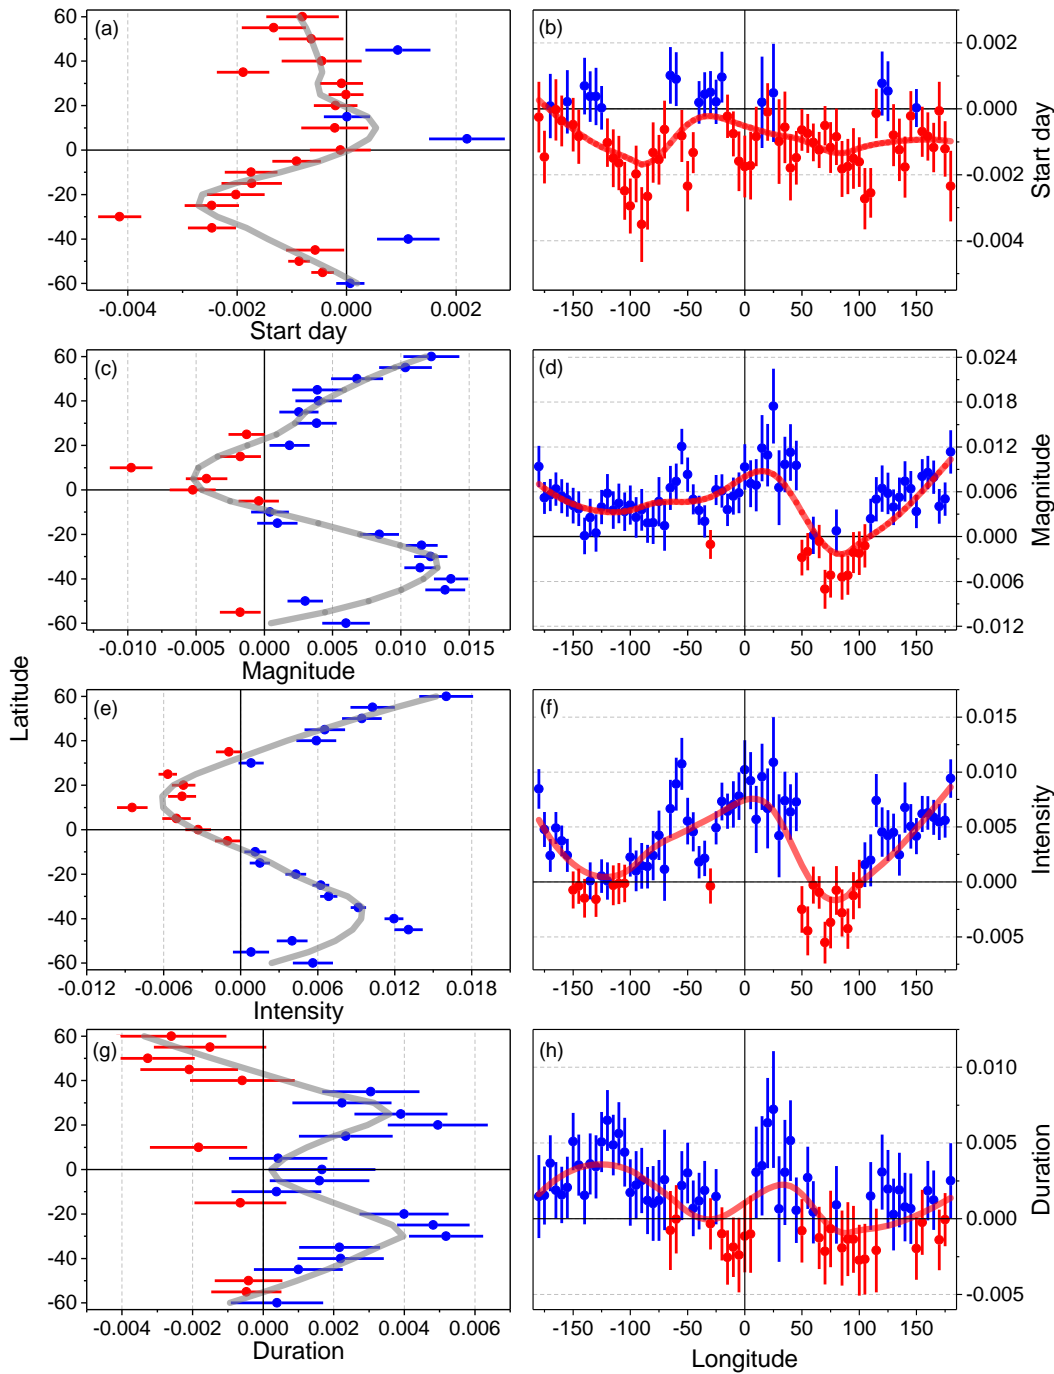 (a)
60
40
20
0
-20
-40
-60
-0.004 -0.002 0.000 0.002
Start day
(b)
0.002
0.000
-0.002
-0.004
Start day
-150 -100 -50 0 50 100 150
(c)
60
40
20
0
-20
-40
-60
-0.010 -0.005 0.000 0.005 0.010 0.015
Magnitude
(d)
0.024
0.018
0.012
0.006
0.000
-0.006
-0.012
Magnitude
-150 -100 -50 0 50 100 150
Latitude
(e)
60
40
20
0
-20
-40
-60
-0.012 -0.006 0.000 0.006 0.012 0.018
Intensity
(f)
0.015
0.010
0.005
0.000
-0.005
Intensity
-150 -100 -50 0 50 100 150
(g)
60
40
20
0
-20
-40
-60
-0.004 -0.002 0.000 0.002 0.004 0.006
Duration
(h)
0.010
0.005
0.000
-0.005
Duration
-150 -100 -50 0 50 100 150
Longitude